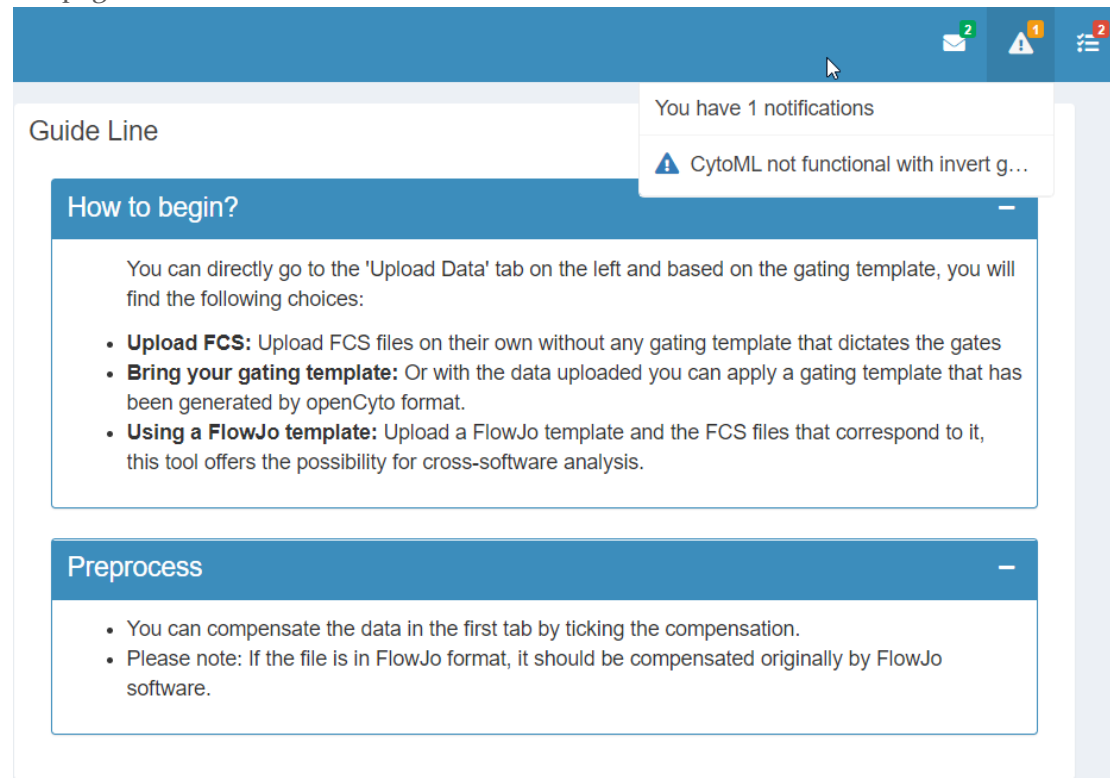 2
1
2
You have 1 notifications
CytoML not functional with invert g...
Guide Line
How to begin?
You can directly go to the 'Upload Data' tab on the left and based on the gating template, you will
find the following choices:
• Upload FCS: Upload FCS files on their own without any gating template that dictates the gates
• Bring your gating template: Or with the data uploaded you can apply a gating template that has
been generated by openCyto format.
• Using a FlowJo template: Upload a FlowJo template and the FCS files that correspond to it,
this tool offers the possibility for cross-software analysis.
Preprocess
• You can compensate the data in the first tab by ticking the compensation.
• Please note: If the file is in FlowJo format, it should be compensated originally by FlowJo
software.